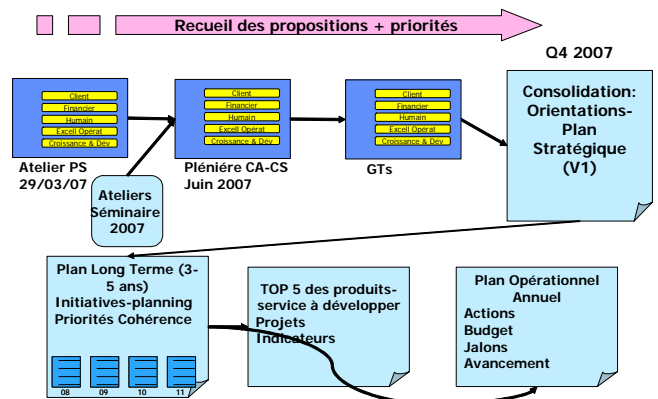 Recueil des propositions + priorités
Q4 2007
Client
Financier
Humain
Excell Opérat
Croissance & Dév
Atelier PS
29/03/07
Client
Financier
Humain
Excell Opérat
Croissance & Dév
Pléniére CA-CS
Juin 2007
Client
Financier
Humain
Excell Opérat
Croissance & Dév
GTs
Consolidation:
Orientations-
Plan
Stratégique
(V1)
Ateliers
Séminaire
2007
Plan Long Terme (3-
5 ans)
Initiatives-planning
Priorités Cohérence
08
09
10
11
TOP 5 des produits-
service à développer
Projets
Indicateurs
Plan Opérationnel
Annuel
Actions
Budget
Jalons
Avancement